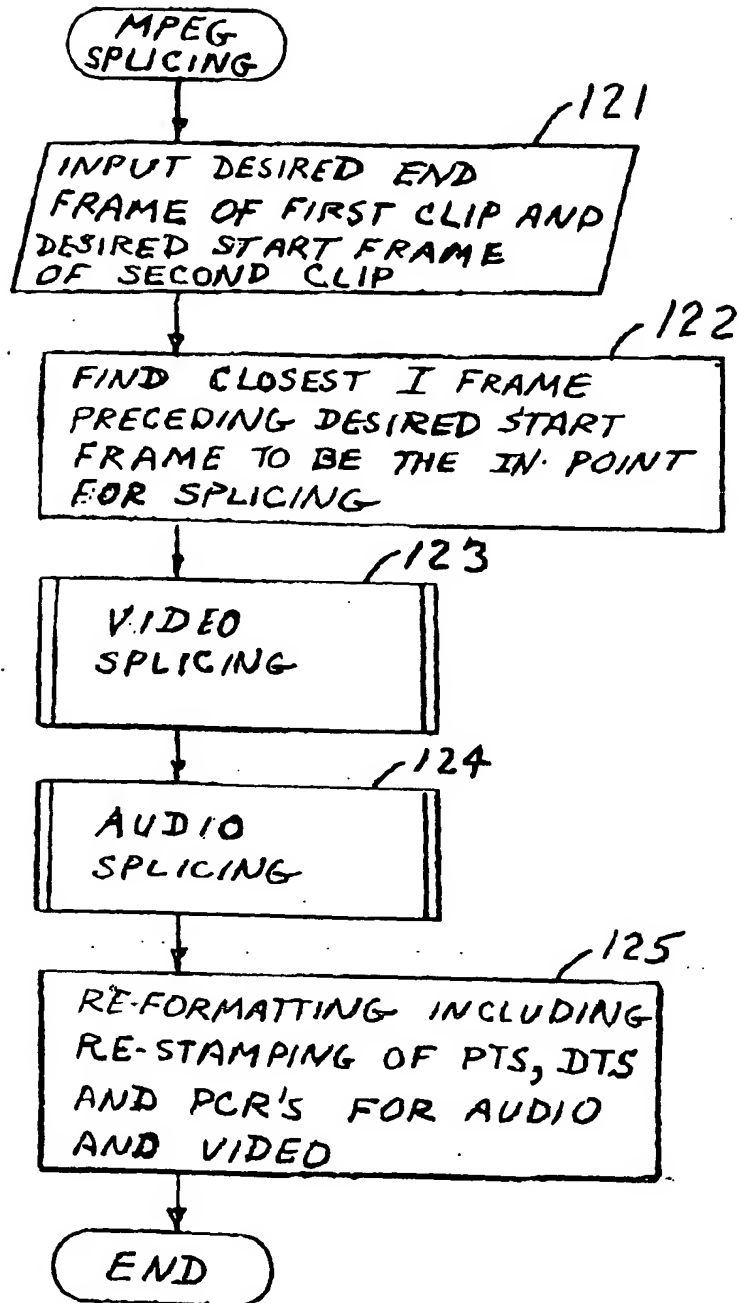 MPEG
SPLICING
121
INPUT DESIRED END
FRAME OF FIRST CLIP AND
DESIRED START FRAME
OF SECOND CLIP
122
FIND CLOSEST I FRAME
PRECEDING DESIRED START
FRAME TO BE THE IN POINT
FOR SPLICING
123
VIDEO
SPLICING
124
AUDIO
SPLICING
125
RE-FORMATTING INCLUDING
RE-STAMPING OF PTS, DTS
AND PCR'S FOR AUDIO
AND VIDEO
END